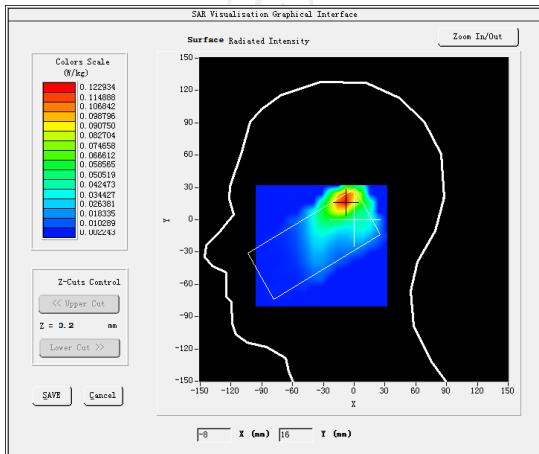 SAR Visualisation Graphical Interface
Surface Radiated Intensity
Zoom In/Out
Colors Scale
(W/kg)
0.122934
0.114888
0.106842
0.098796
0.090750
0.082704
0.074658
0.066612
0.058565
0.050519
0.042473
0.034427
0.026381
0.018335
0.010289
0.002243
Z-Cuts Control
<< Upper Cut
Z = 0.2 mm
Lower Cut >>
SAVE
Cancel
150
120
90
60
30
0
-30
-60
-90
-120
-150
Y
-150 -120 -90 -60 -30 0 30 60 90 120 150
X
-8 X (mm) 16 Y (mm)